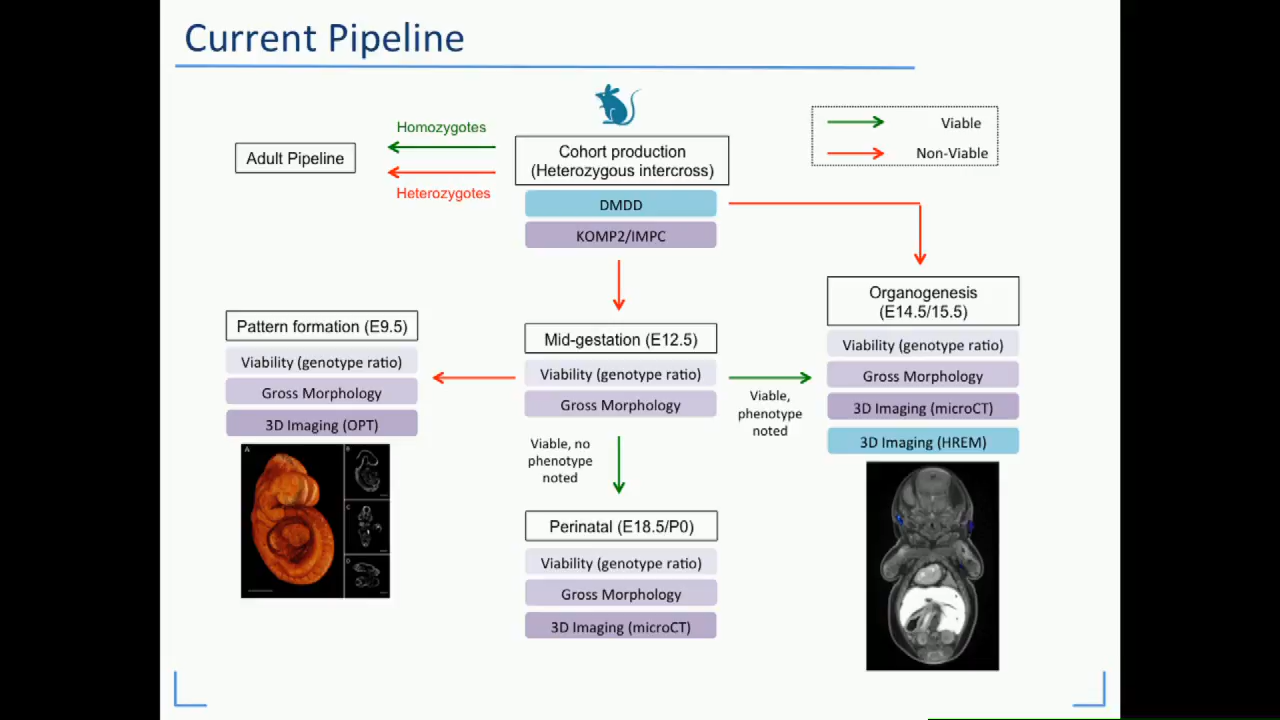 Current Pipeline
Homozygotes
Adult Pipeline
Heterozygotes
Cohort production
(Heterozygous intercross)
DMDD
KOMP2/IMPC
Viable
Non-Viable
Pattern formation (E9.5)
Viability (genotype ratio)
Gross Morphology
3D Imaging (OPT)
A
B
C
D
Mid-gestation (E12.5)
Viability (genotype ratio)
Gross Morphology
Viable,
phenotype
noted
Viable, no
phenotype
noted
Organogenesis
(E14.5/15.5)
Viability (genotype ratio)
Gross Morphology
3D Imaging (microCT)
3D Imaging (HREM)
Perinatal (E18.5/P0)
Viability (genotype ratio)
Gross Morphology
3D Imaging (microCT)